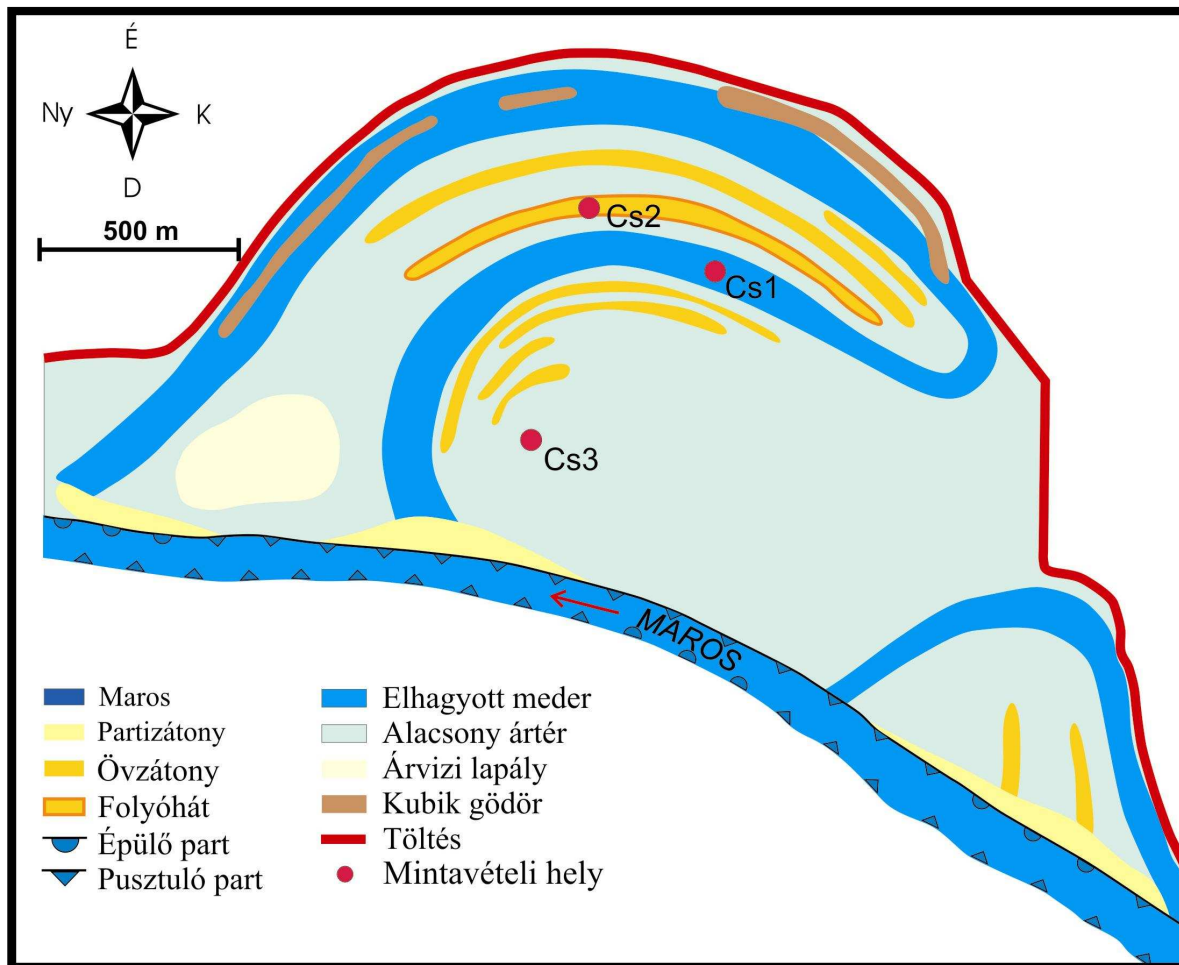 É
Ny
K
D
500 m
Cs2
Cs1
Cs3
MAROS
Maros
Partizátony
Övzátony
Folyóhát
Épülő part
Pusztuló part
Elhagyott meder
Alacsony ártér
Árvizi lapály
Kubik gödör
Töltés
Mintavételi hely